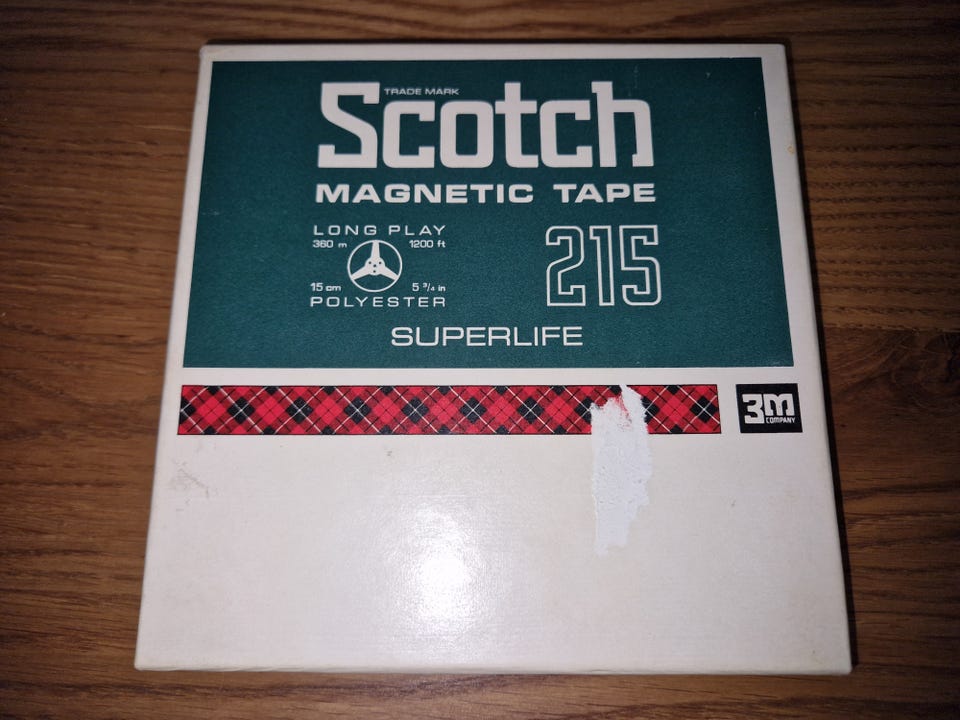 TRADE MARK
Scotch
MAGNETIC TAPE
LONG PLAY
360 m 1200 ft
15 cm 5 3/4 in
POLYESTER
215
SUPERLIFE
3M
COMPANY